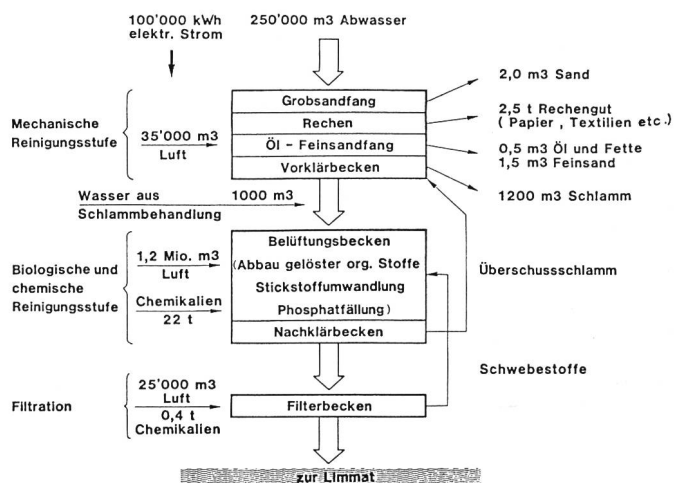 100'000 kWh
elektr. Strom
250'000 m3 Abwasser
Mechanische
Reinigungsstufe
35'000 m3
Luft
Grobsandfang
Rechen
Öl - Feinsandfang
Vorklärbecken
2,0 m3 Sand
2,5 t Rechengut
( Papier , Textilien etc.)
0,5 m3 Öl und Fette
1,5 m3 Feinsand
1200 m3 Schlamm
Wasser aus 1000 m3
Schlammbehandlung
Biologische und
chemische
Reinigungsstufe
1,2 Mio. m3
Luft
Chemikalien
22 t
Belüftungsbecken
(Abbau gelöster org. Stoffe
Stickstoffumwandlung
Phosphatfällung)
Nachklärbecken
Überschussschlamm
Schwebestoffe
Filtration
25'000 m3
Luft
0,4 t
Chemikalien
Filterbecken
zur Limmat